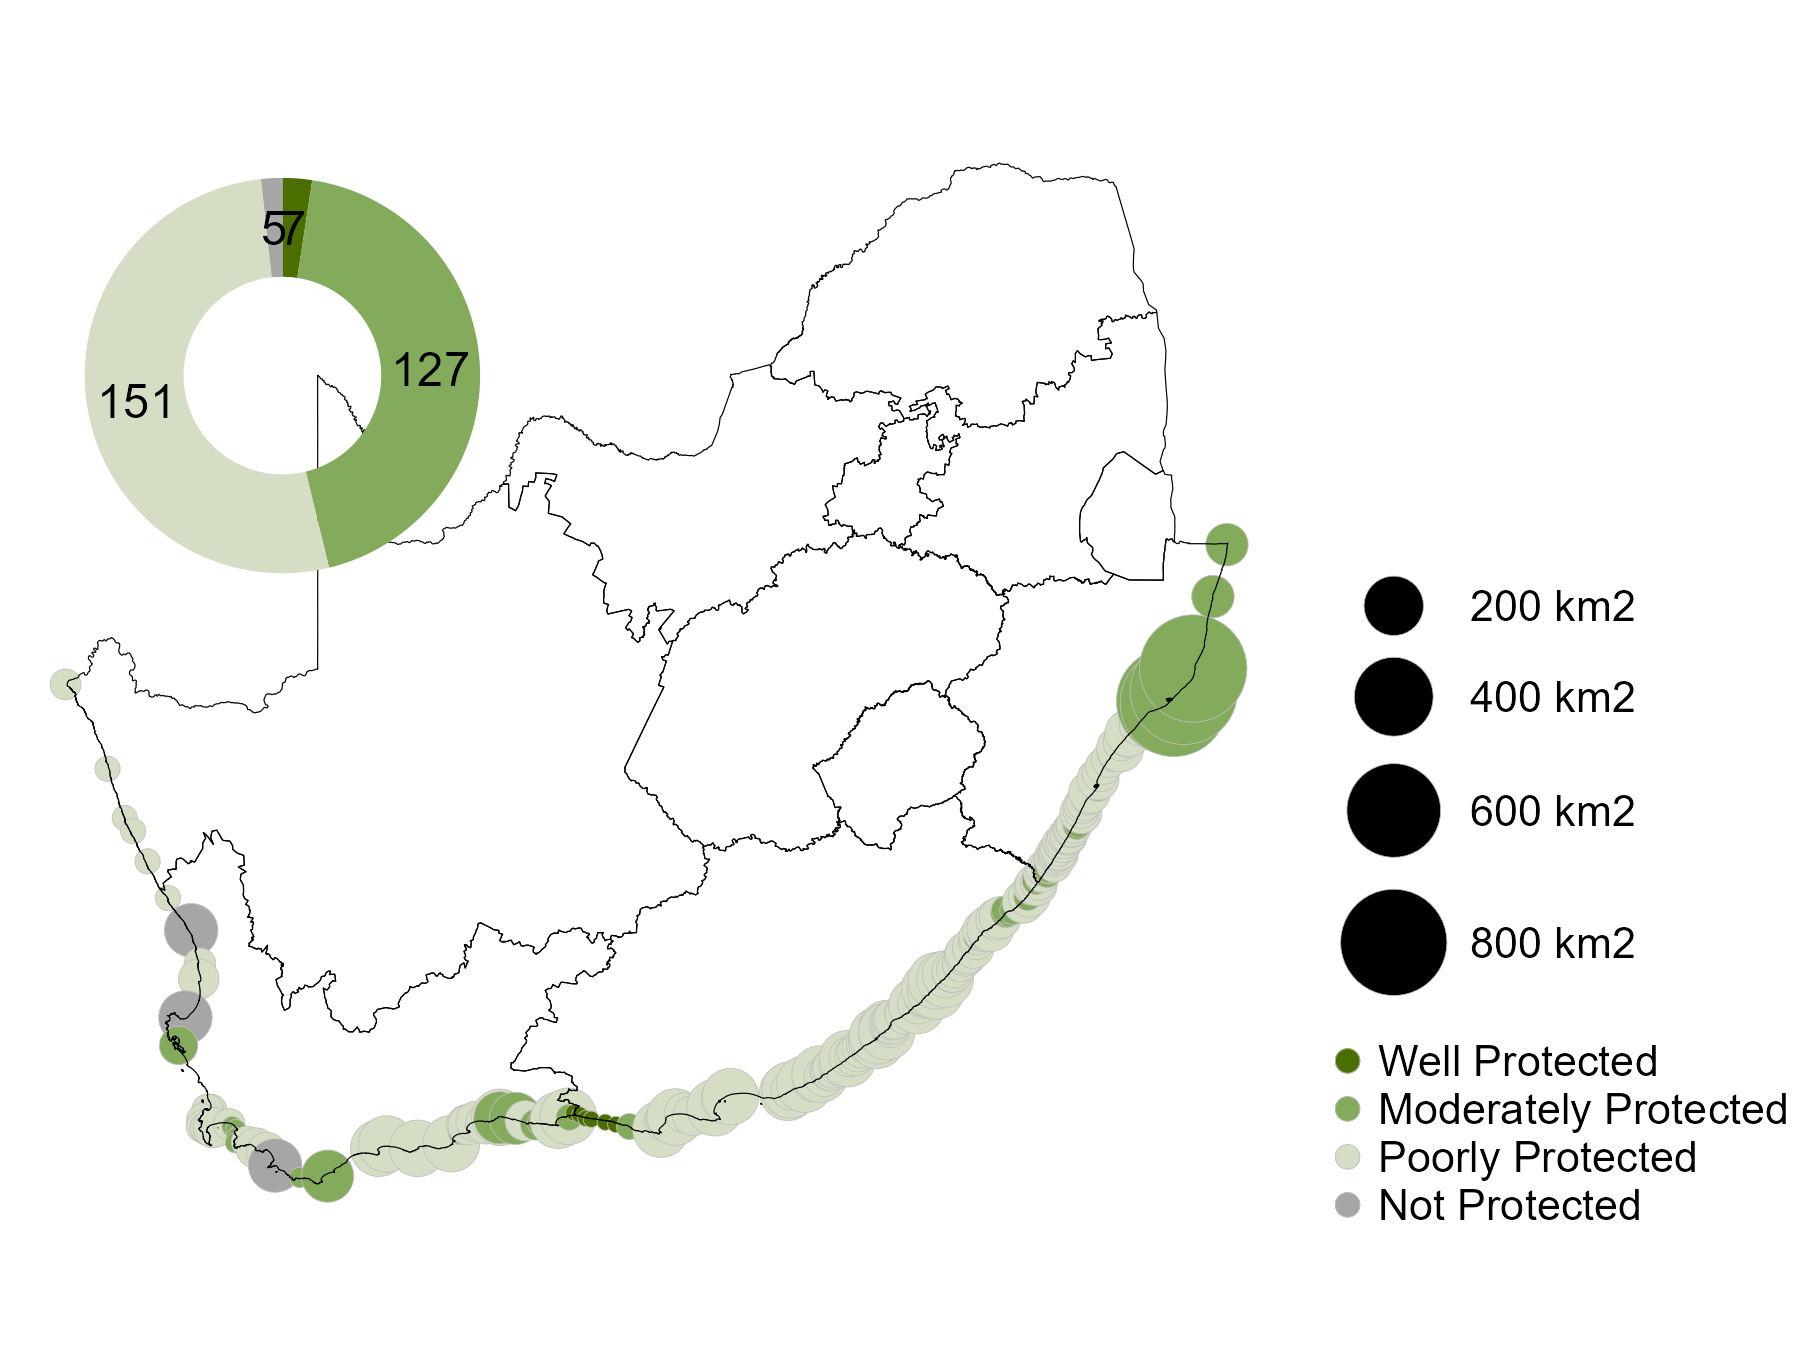 57
127
151
200 km2
400 km2
600 km2
800 km2
Well Protected
Moderately Protected
Poorly Protected
Not Protected